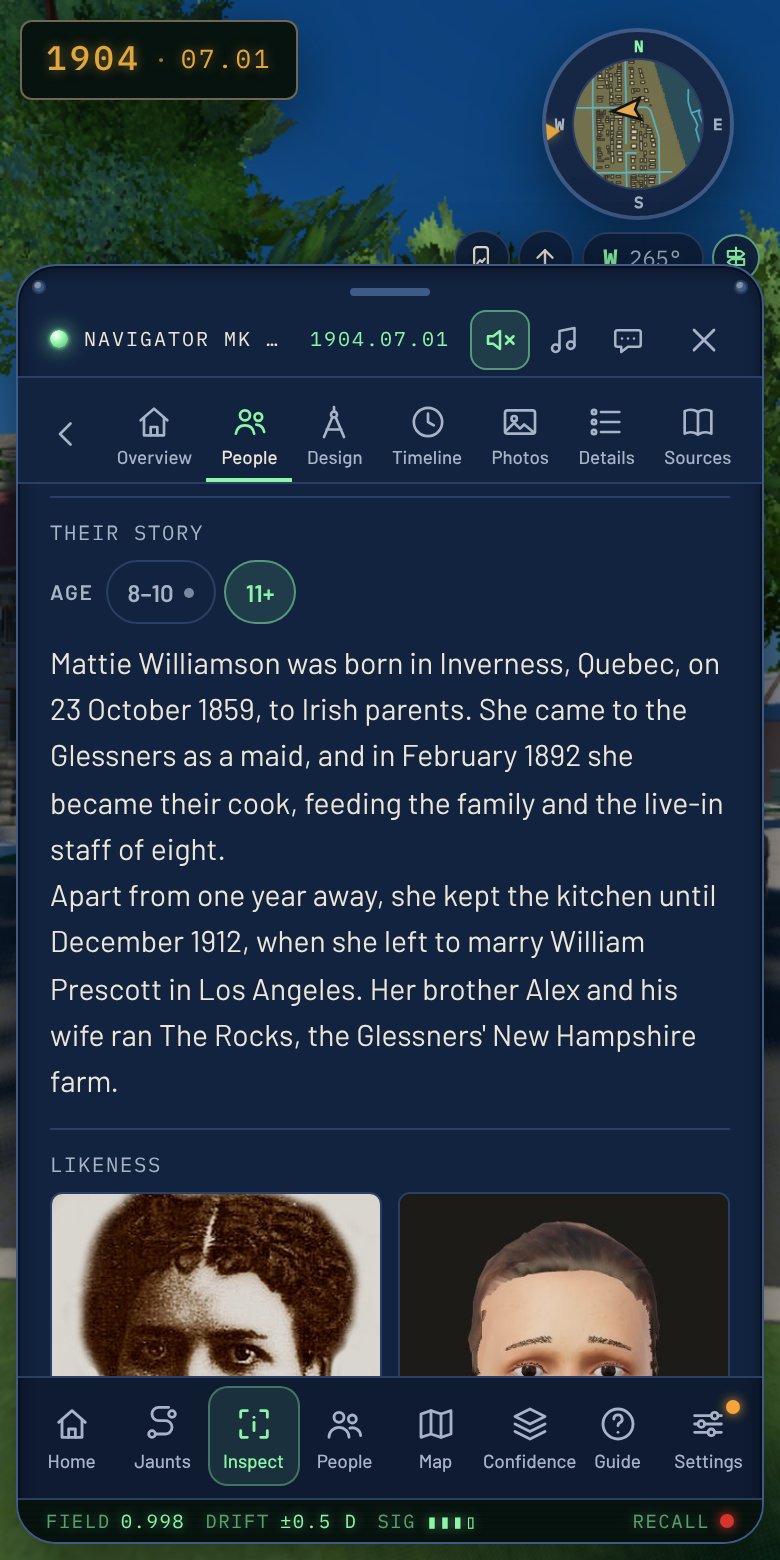 1904 · 07.01
N
W
E
S
W 265°
NAVIGATOR MK …
1904.07.01
Overview
People
Design
Timeline
Photos
Details
Sources
THEIR STORY
AGE
8–10
11+
Mattie Williamson was born in Inverness, Quebec, on
23 October 1859, to Irish parents. She came to the
Glessners as a maid, and in February 1892 she
became their cook, feeding the family and the live-in
staff of eight.
Apart from one year away, she kept the kitchen until
December 1912, when she left to marry William
Prescott in Los Angeles. Her brother Alex and his
wife ran The Rocks, the Glessners' New Hampshire
farm.
LIKENESS
Home
Jaunts
Inspect
People
Map
Confidence
Guide
Settings
FIELD 0.998 DRIFT ±0.5 D SIG
RECALL